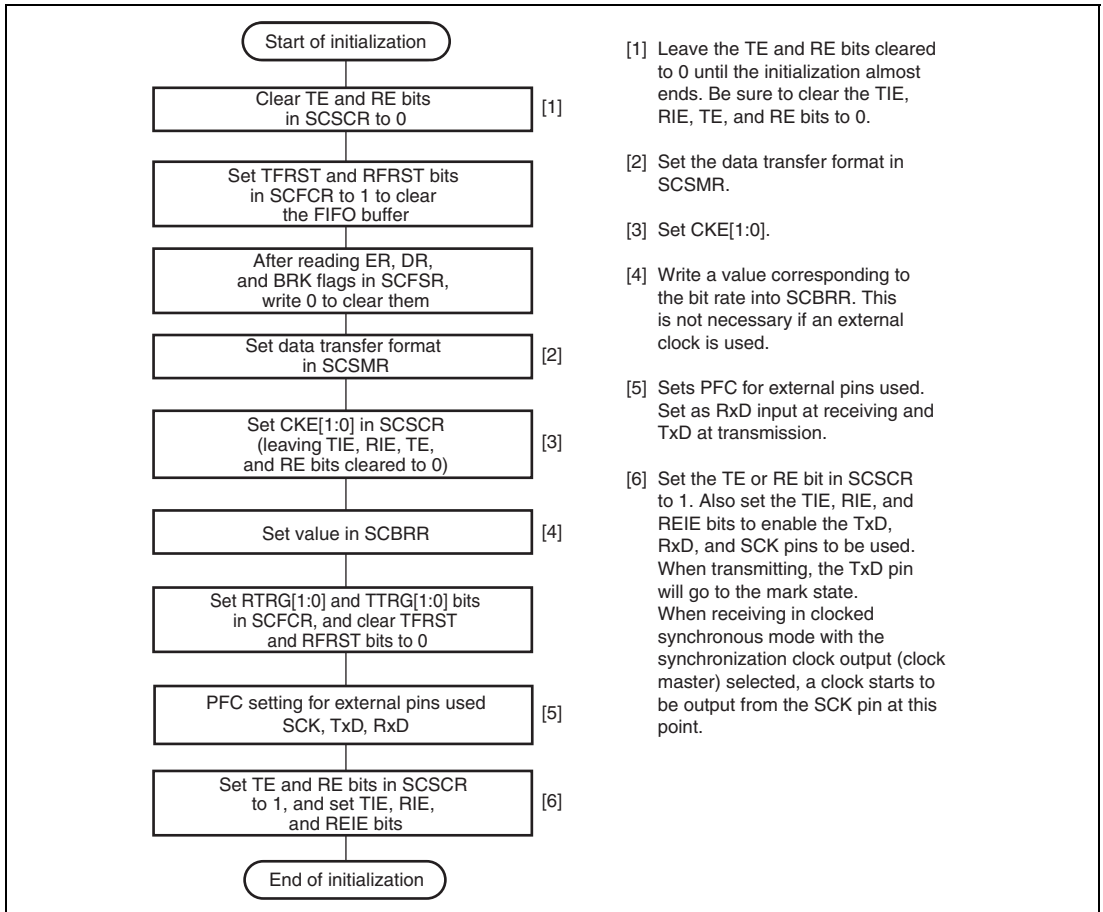 Start of initialization
Clear TE and RE bits
in SCSCR to 0
[1]
Set TFRST and RFRST bits
in SCFCR to 1 to clear
the FIFO buffer
After reading ER, DR,
and BRK flags in SCFSR,
write 0 to clear them
Set data transfer format
in SCSMR
[2]
Set CKE[1:0] in SCSCR
(leaving TIE, RIE, TE,
and RE bits cleared to 0)
[3]
Set value in SCBRR
[4]
Set RTRG[1:0] and TTRG[1:0] bits
in SCFCR, and clear TFRST
and RFRST bits to 0
PFC setting for external pins used
SCK, TxD, RxD
[5]
Set TE and RE bits in SCSCR
to 1, and set TIE, RIE,
and REIE bits
[6]
End of initialization
[1] Leave the TE and RE bits cleared
to 0 until the initialization almost
ends. Be sure to clear the TIE,
RIE, TE, and RE bits to 0.
[2] Set the data transfer format in
SCSMR.
[3] Set CKE[1:0].
[4] Write a value corresponding to
the bit rate into SCBRR. This
is not necessary if an external
clock is used.
[5] Sets PFC for external pins used.
Set as RxD input at receiving and
TxD at transmission.
[6] Set the TE or RE bit in SCSCR
to 1. Also set the TIE, RIE, and
REIE bits to enable the TxD,
RxD, and SCK pins to be used.
When transmitting, the TxD pin
will go to the mark state.
When receiving in clocked
synchronous mode with the
synchronization clock output (clock
master) selected, a clock starts to
be output from the SCK pin at this
point.